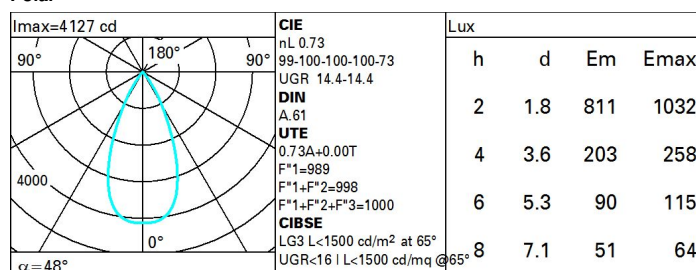 Imax=4127 cd
90° 180° 90°
4000
0°
α=48°
CIE
nL 0.73
99-100-100-100-73
UGR 14.4-14.4
DIN
A.61
UTE
0.73A+0.00T
F"1=989
F"1+F"2=998
F"1+F"2+F"3=1000
CIBSE
LG3 L<1500 cd/m² at 65°
UGR<16 | L<1500 cd/mq @65°
Lux
h d Em Emax
2 1.8 811 1032
4 3.6 203 258
6 5.3 90 115
8 7.1 51 64